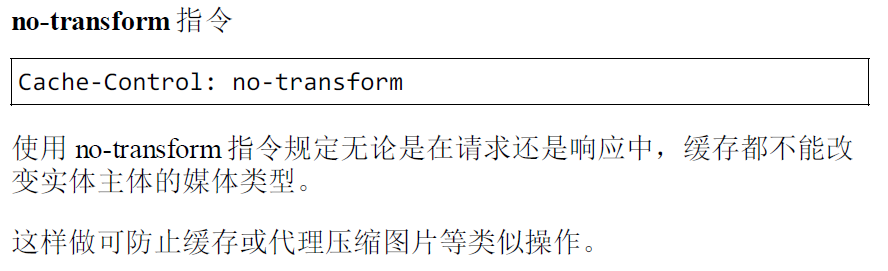 no-transform 指令
Cache-Control: no-transform
使用 no-transform 指令规定无论是在请求还是响应中，缓存都不能改
变实体主体的媒体类型。
这样做可防止缓存或代理压缩图片等类似操作。